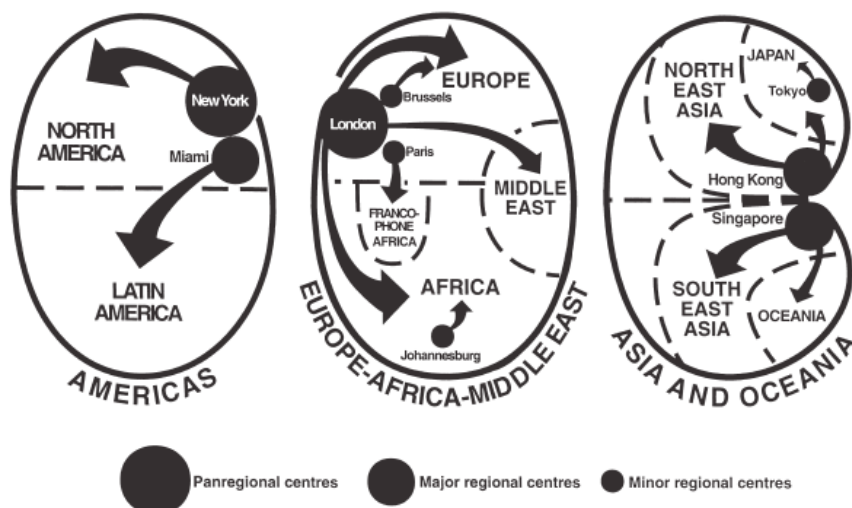 New York
NORTH
AMERICA
Miami
LATIN
AMERICA
AMERICAS
EUROPE
Brussels
London
Paris
MIDDLE
EAST
FRANCO-
PHONE
AFRICA
AFRICA
Johannesburg
EUROPE-AFRICA-MIDDLE EAST
JAPAN
NORTH
EAST
ASIA
Tokyo
Hong Kong
Singapore
SOUTH
EAST
ASIA
OCEANIA
ASIA AND OCEANIA
Panregional centres
Major regional centres
Minor regional centres